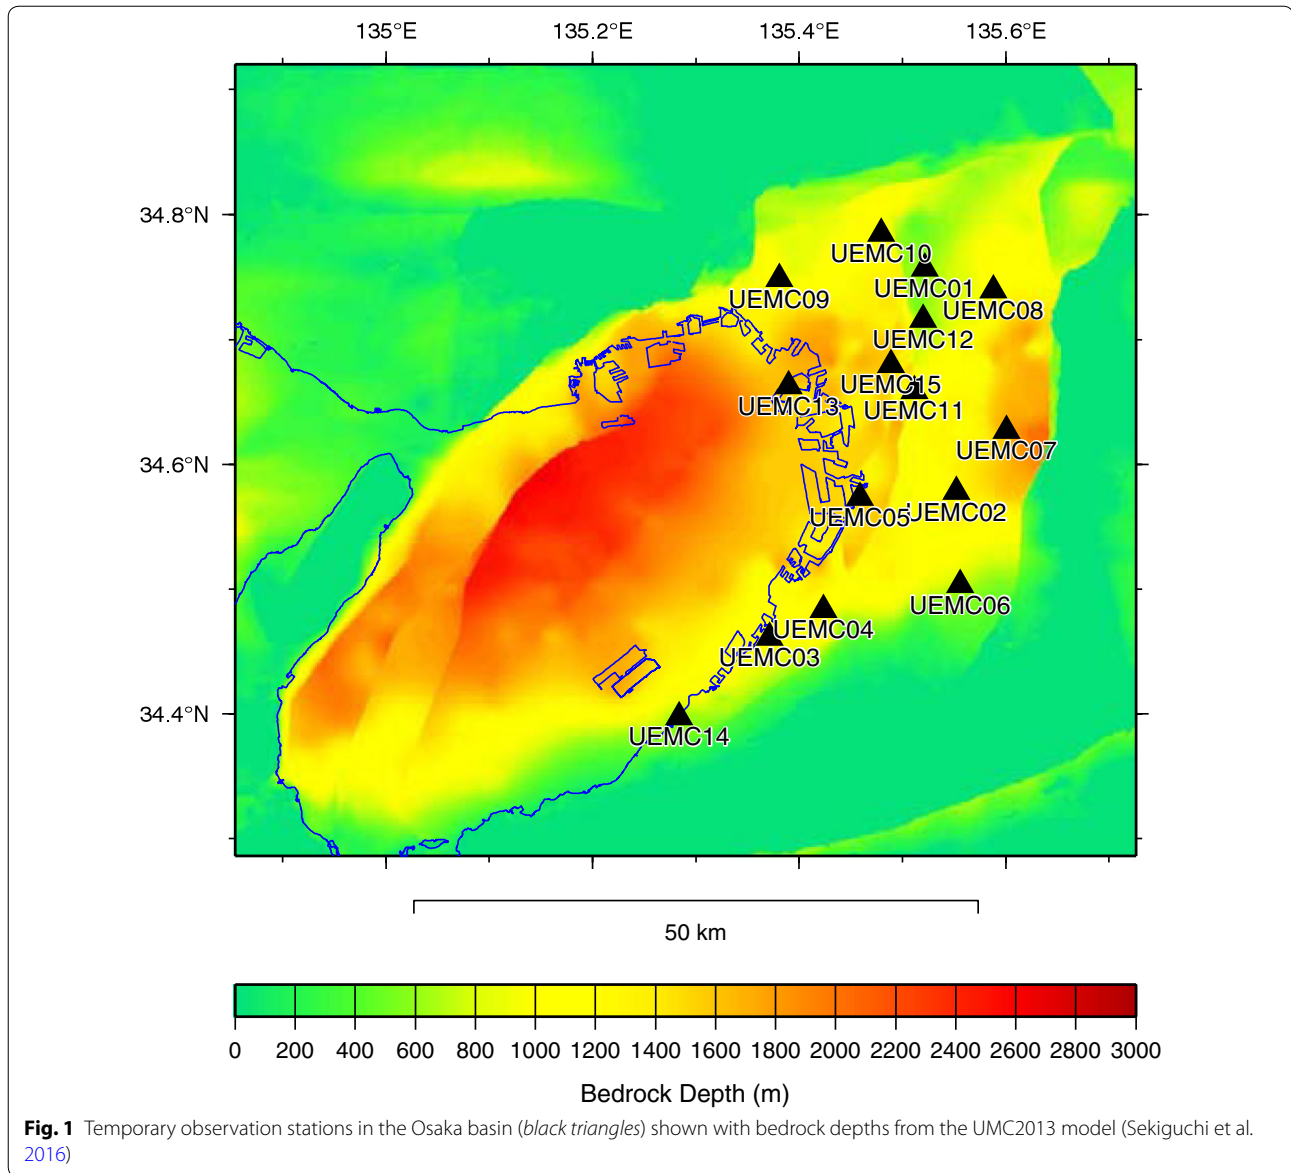 135°E 135.2°E 135.4°E 135.6°E
34.8°N
UEMC10
UEMC01
UEMC09
UEMC08
UEMC12
UEMC15
UEMC13
UEMC11
UEMC07
34.6°N
UEMC02
UEMC05
UEMC06
UEMC04
UEMC03
34.4°N
UEMC14
50 km
0 200 400 600 800 1000 1200 1400 1600 1800 2000 2200 2400 2600 2800 3000
Bedrock Depth (m)
Fig. 1 Temporary observation stations in the Osaka basin (black triangles) shown with bedrock depths from the UMC2013 model (Sekiguchi et al.
2016)